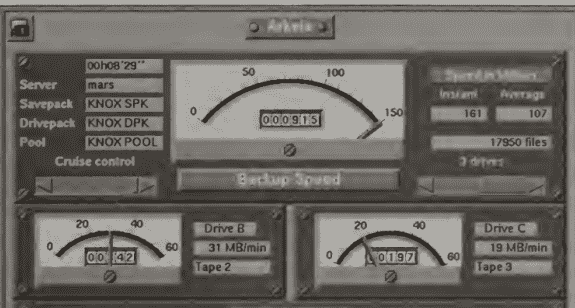 Arkeia
00h08'29"
Server mars
Savepack KNOX SPK
Drivepack KNOX DPK
Pool KNOX POOL
Cruise control
0 50 100 150
000915
Backup Speed
Instant Average
161 107
17950 files
3 drives
0 20 40 60
Drive B
31 MB/min
Tape 2
0 20 40 60
Drive C
19 MB/min
Tape 3